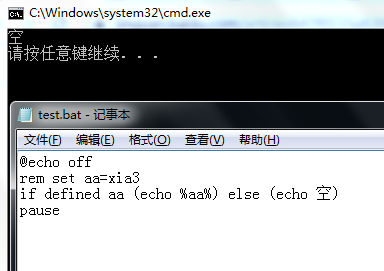 C:\Windows\system32\cmd.exe
空
请按任意键继续. . .
test.bat - 记事本
文件(F) 编辑(E) 格式(O) 查看(V) 帮助(H)
@echo off
rem set aa=xia3
if defined aa (echo %aa%) else (echo 空)
pause